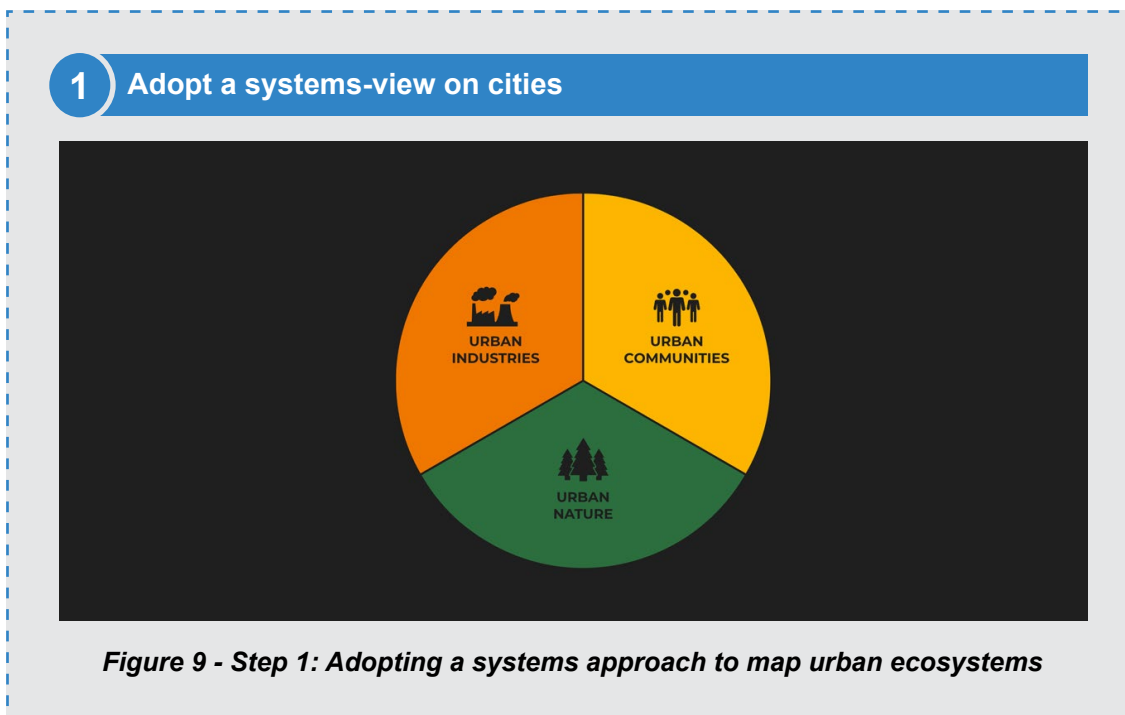 1
Adopt a systems-view on cities
URBAN
INDUSTRIES
URBAN
COMMUNITIES
URBAN
NATURE
Figure 9 - Step 1: Adopting a systems approach to map urban ecosystems